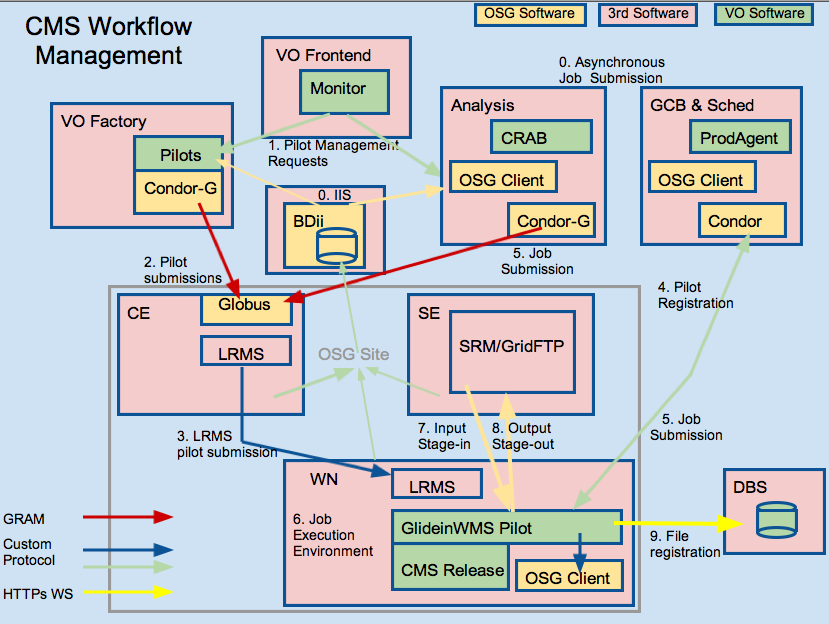 CMS Workflow
Management
OSG Software
3rd Software
VO Software
VO Frontend
Monitor
0. Asynchronous
Job Submission
VO Factory
Pilots
Condor-G
1. Pilot Management
Requests
0. IIS
BDii
Analysis
CRAB
OSG Client
Condor-G
GCB & Sched
ProdAgent
OSG Client
Condor
2. Pilot
submissions
5. Job
Submission
4. Pilot
Registration
CE
Globus
LRMS
OSG Site
SE
SRM/GridFTP
3. LRMS
pilot submission
7. Input
Stage-in
8. Output
Stage-out
5. Job
Submission
WN
LRMS
6. Job
Execution
Environment
GlideinWMS Pilot
CMS Release
OSG Client
DBS
9. File
registration
GRAM
Custom
Protocol
HTTPs WS